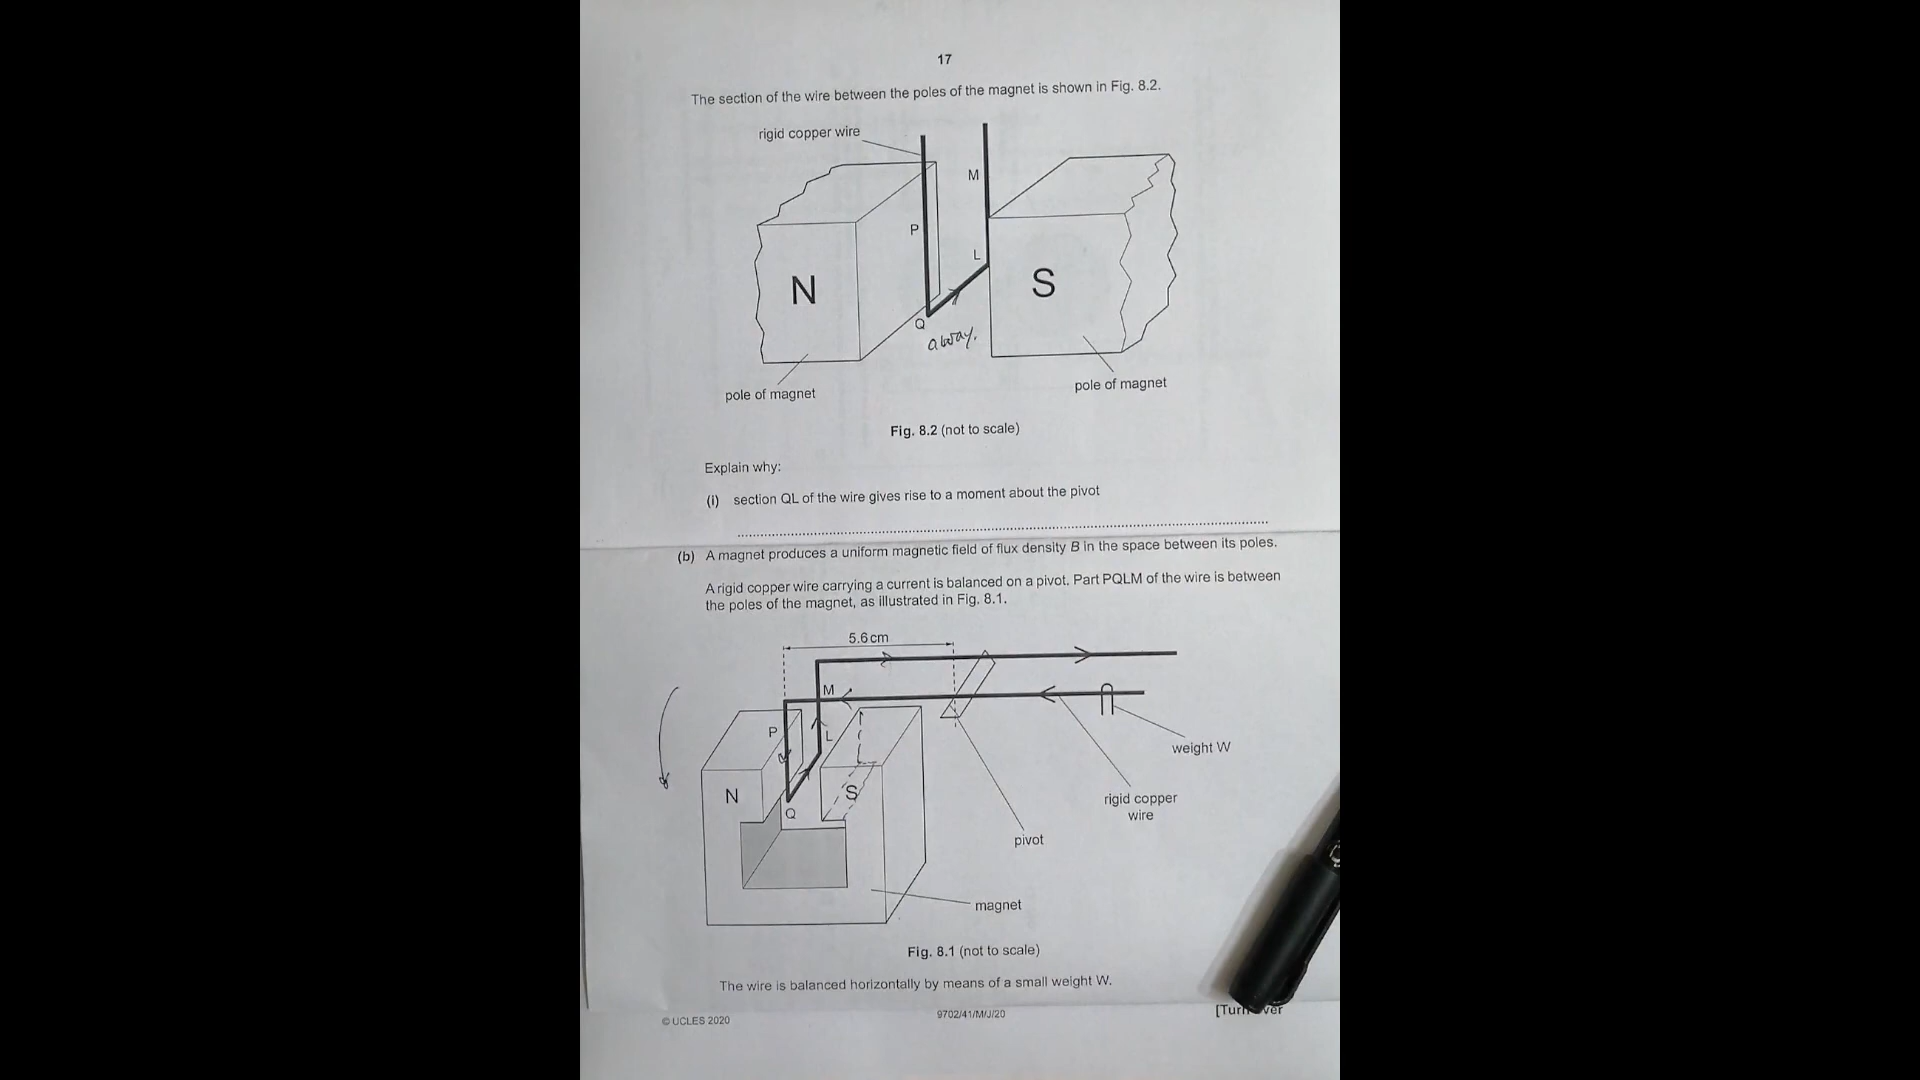 17
The section of the wire between the poles of the magnet is shown in Fig. 8.2.
rigid copper wire
M
P
L
N
S
Q
away.
pole of magnet
pole of magnet
Fig. 8.2 (not to scale)
Explain why:
(i) section QL of the wire gives rise to a moment about the pivot
(b) A magnet produces a uniform magnetic field of flux density B in the space between its poles.
A rigid copper wire carrying a current is balanced on a pivot. Part PQLM of the wire is between
the poles of the magnet, as illustrated in Fig. 8.1.
5.6 cm
M
P
L
weight W
N
S
Q
rigid copper
wire
pivot
magnet
Fig. 8.1 (not to scale)
The wire is balanced horizontally by means of a small weight W.
© UCLES 2020
9702/41/M/J/20
[Turn over